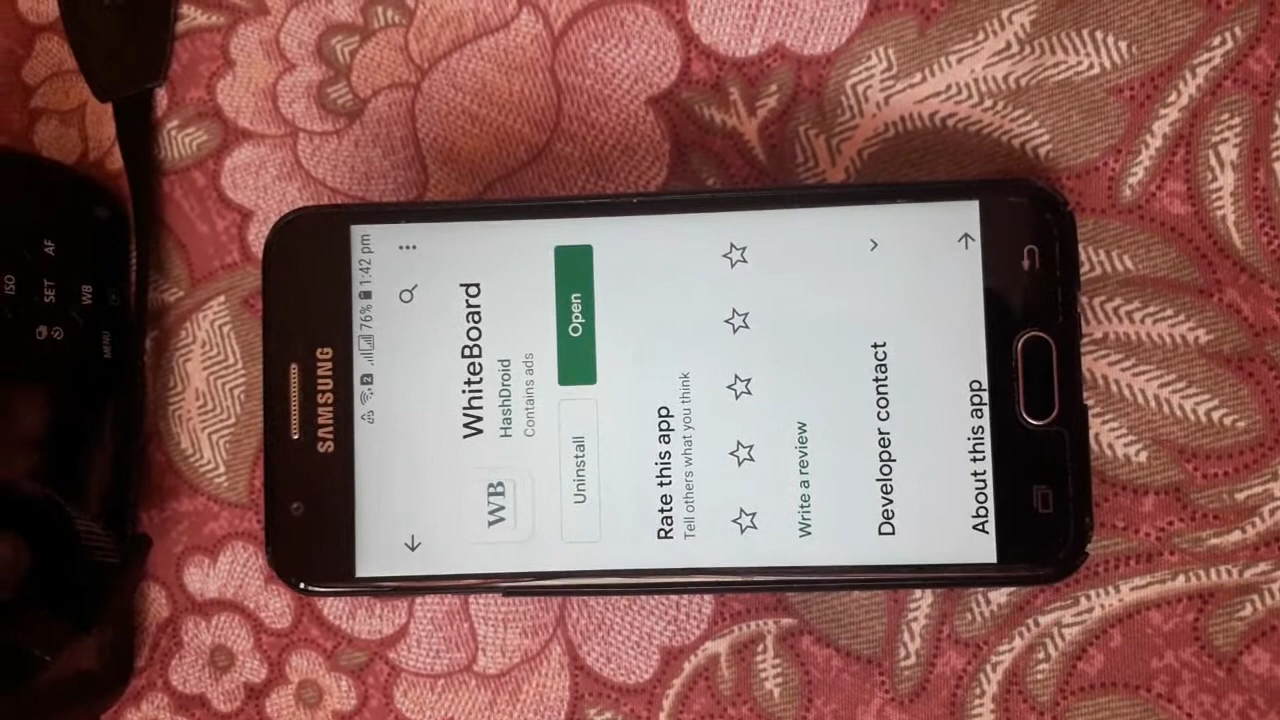 SAMSUNG
2 76% 1:42 pm
WhiteBoard
HashDroid
Contains ads
WB
Uninstall
Open
Rate this app
Tell others what you think
Write a review
Developer contact
About this app
ISO
SET
AF
WB
MENU